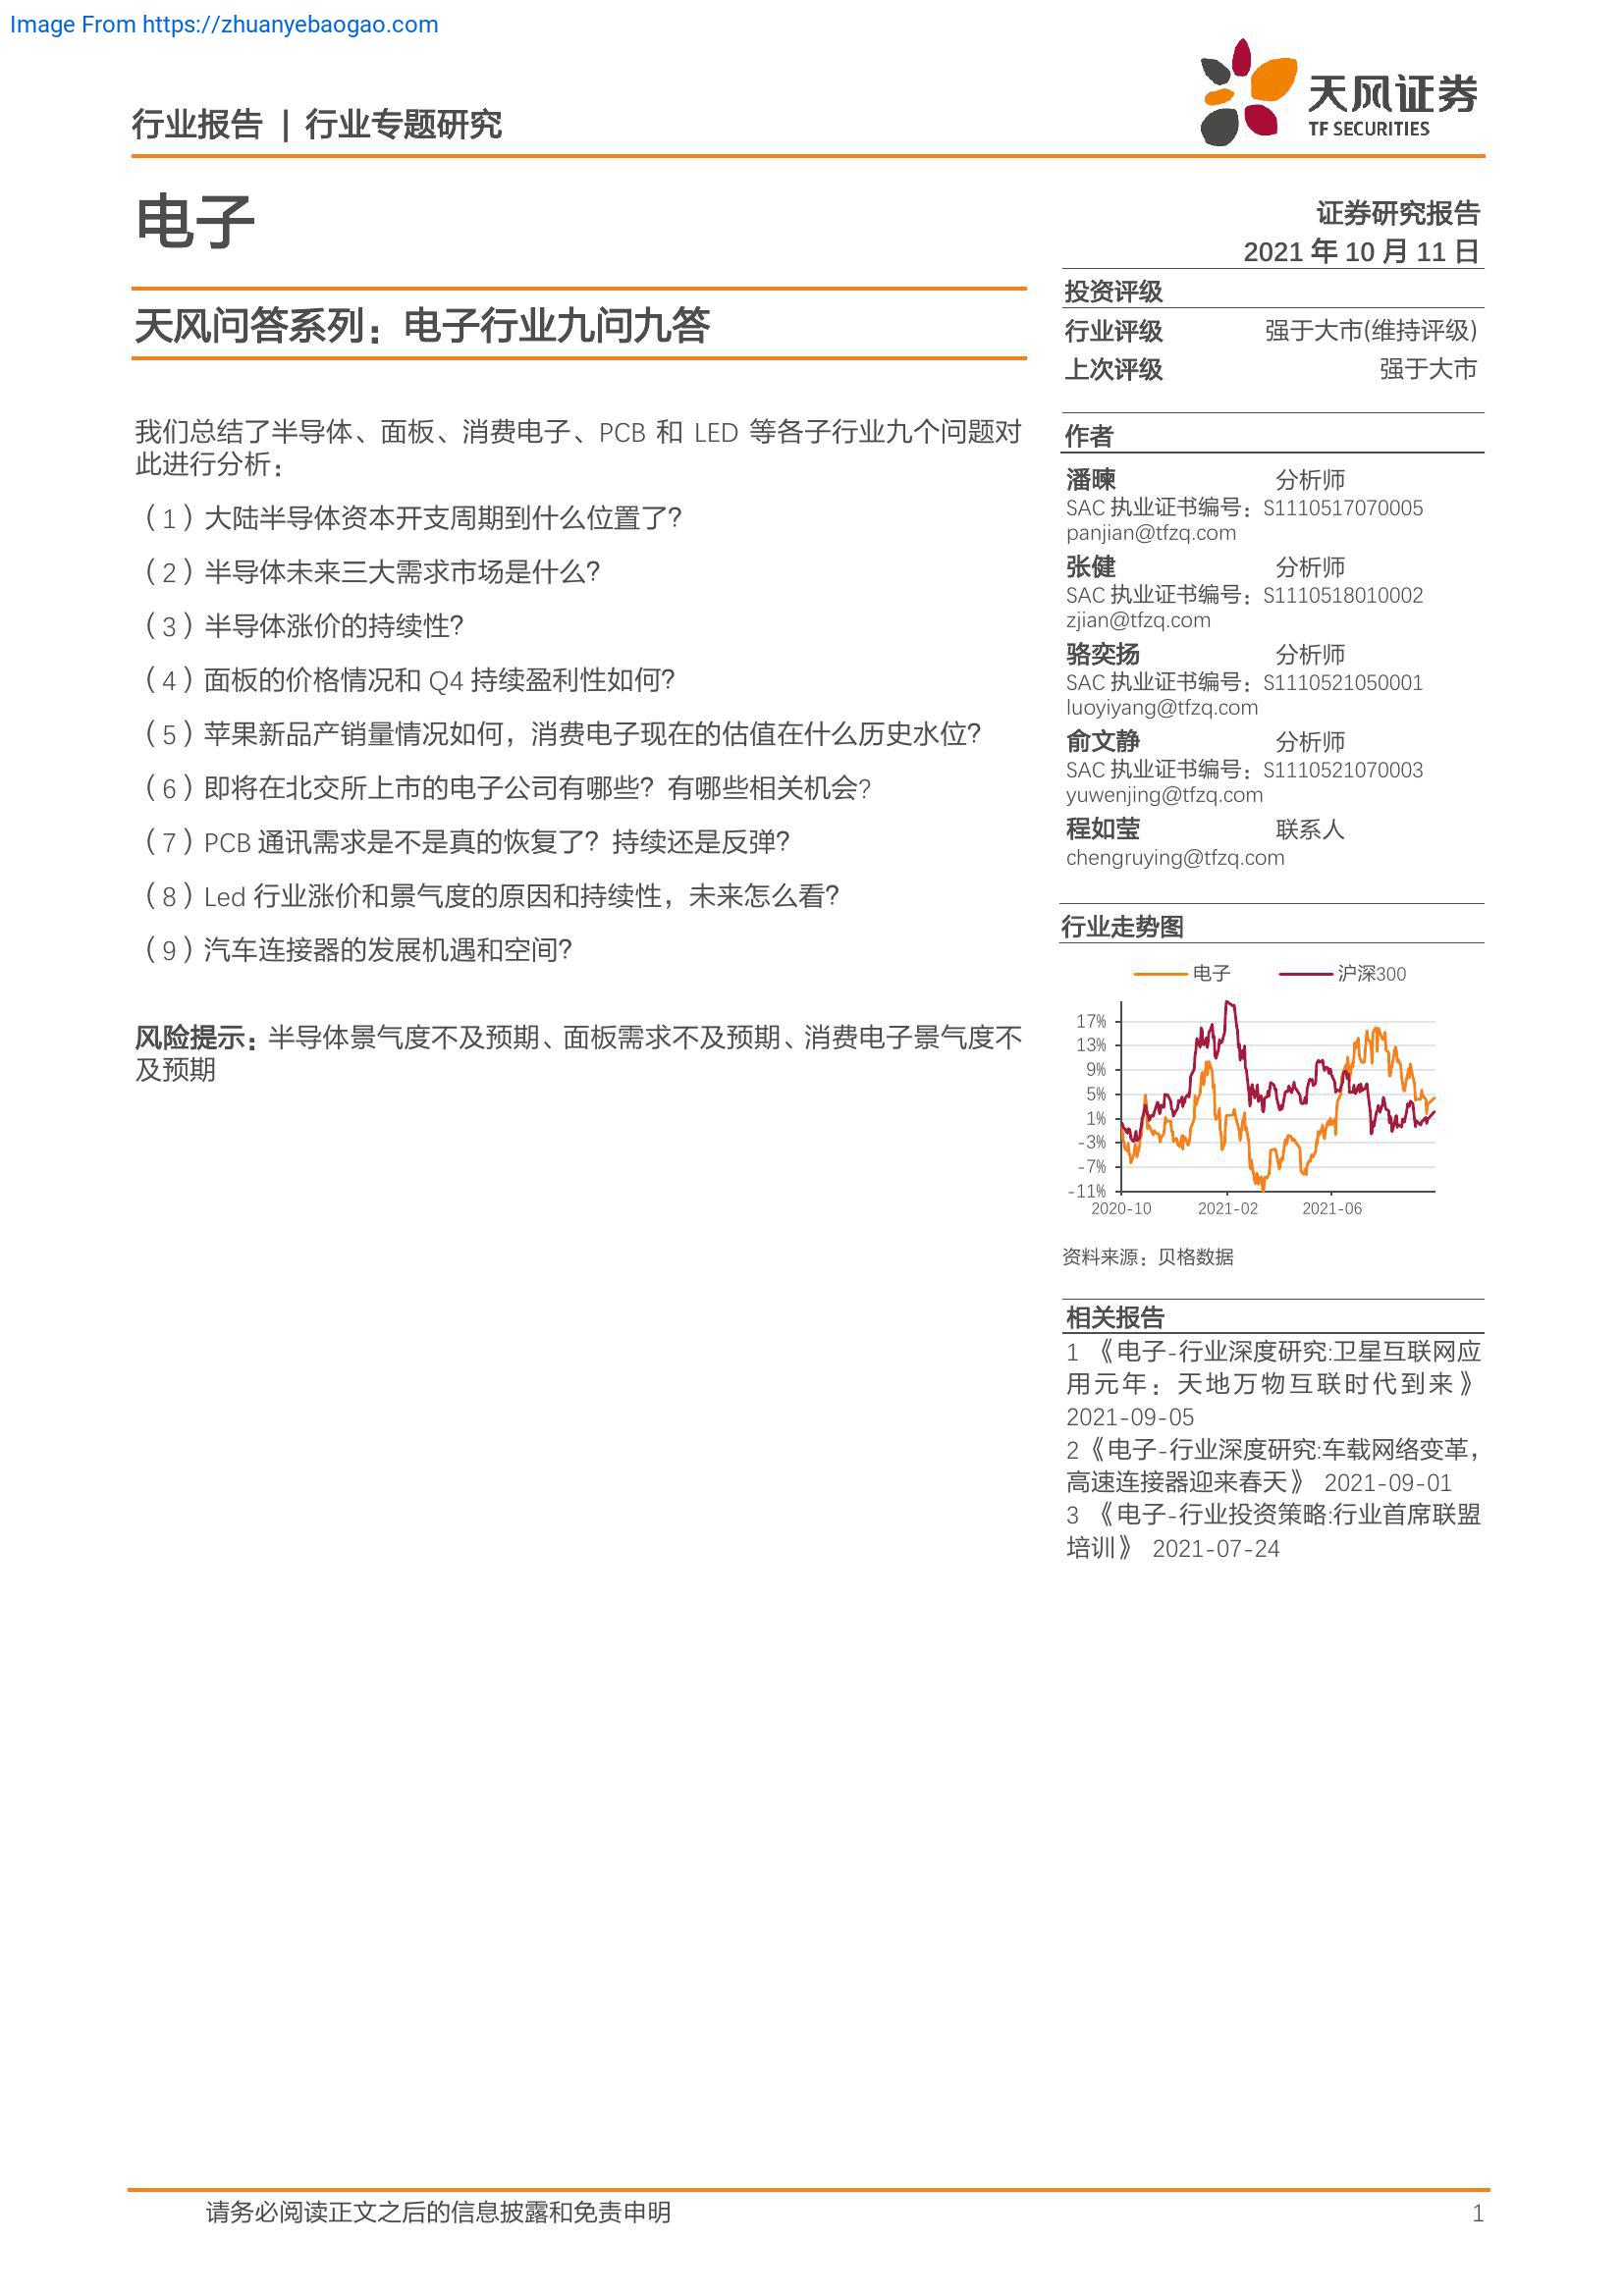 Image From https://zhuanyebaogao.com
行业报告 | 行业专题研究
天风证券
TF SECURITIES
电子
证券研究报告
2021 年 10 月 11 日
天风问答系列：电子行业九问九答
我们总结了半导体、面板、消费电子、PCB 和 LED 等各子行业九个问题对
此进行分析：
（1）大陆半导体资本开支周期到什么位置了？
（2）半导体未来三大需求市场是什么？
（3）半导体涨价的持续性？
（4）面板的价格情况和 Q4 持续盈利性如何？
（5）苹果新品产销量情况如何，消费电子现在的估值在什么历史水位？
（6）即将在北交所上市的电子公司有哪些？有哪些相关机会？
（7）PCB 通讯需求是不是真的恢复了？持续还是反弹？
（8）Led 行业涨价和景气度的原因和持续性，未来怎么看？
（9）汽车连接器的发展机遇和空间？
风险提示：半导体景气度不及预期、面板需求不及预期、消费电子景气度不
及预期
投资评级
行业评级 强于大市(维持评级)
上次评级 强于大市
作者
潘暕 分析师
SAC 执业证书编号：S1110517070005
panjian@tfzq.com
张健 分析师
SAC 执业证书编号：S1110518010002
zjian@tfzq.com
骆奕扬 分析师
SAC 执业证书编号：S1110521050001
luoyiyang@tfzq.com
俞文静 分析师
SAC 执业证书编号：S1110521070003
yuwenjing@tfzq.com
程如莹 联系人
chengruying@tfzq.com
行业走势图
电子 沪深300
17%
13%
9%
5%
1%
-3%
-7%
-11%
2020-10 2021-02 2021-06
资料来源：贝格数据
相关报告
1 《电子-行业深度研究:卫星互联网应
用元年：天地万物互联时代到来》
2021-09-05
2《电子-行业深度研究:车载网络变革，
高速连接器迎来春天》 2021-09-01
3 《电子-行业投资策略:行业首席联盟
培训》 2021-07-24
请务必阅读正文之后的信息披露和免责申明 1